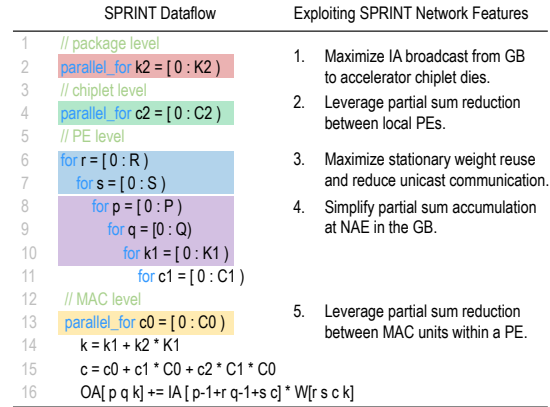 SPRINT Dataflow
Exploiting SPRINT Network Features
1 // package level
2 parallel_for k2 = [ 0 : K2 )
3 // chiplet level
4 parallel_for c2 = [ 0 : C2 )
5 // PE level
6 for r = [ 0 : R )
7 for s = [ 0 : S )
8 for p = [ 0 : P )
9 for q = [0 : Q)
10 for k1 = [ 0 : K1 )
11 for c1 = [ 0 : C1 )
12 // MAC level
13 parallel_for c0 = [ 0 : C0 )
14 k = k1 + k2 * K1
15 c = c0 + c1 * C0 + c2 * C1 * C0
16 OA[ p q k] += IA [ p-1+r q-1+s c] * W[r s c k]
1. Maximize IA broadcast from GB
to accelerator chiplet dies.
2. Leverage partial sum reduction
between local PEs.
3. Maximize stationary weight reuse
and reduce unicast communication.
4. Simplify partial sum accumulation
at NAE in the GB.
5. Leverage partial sum reduction
between MAC units within a PE.